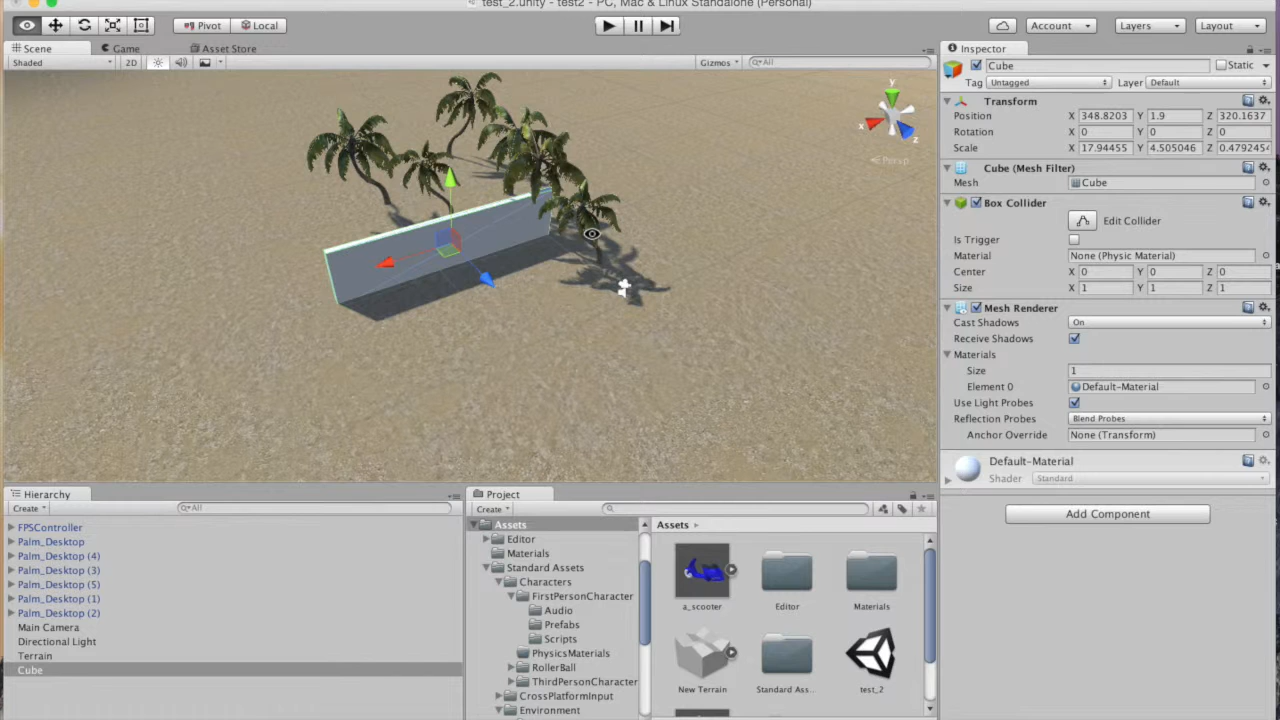 test_2.unity - test2 - PC, Mac & Linux Standalone (Personal)
Pivot Local Account Layers Layout
Scene Game Asset Store
Shaded 2D Gizmos All
y
x
z
Persp
Inspector
Cube Static
Tag Untagged Layer Default
Transform
Position X 348.8203 Y 1.9 Z 320.1637
Rotation X 0 Y 0 Z 0
Scale X 17.94455 Y 4.505046 Z 0.4792454
Cube (Mesh Filter)
Mesh Cube
Box Collider
Edit Collider
Is Trigger
Material None (Physic Material)
Center X 0 Y 0 Z 0
Size X 1 Y 1 Z 1
Mesh Renderer
Cast Shadows On
Receive Shadows
Materials
Size 1
Element 0 Default-Material
Use Light Probes
Reflection Probes Blend Probes
Anchor Override None (Transform)
Default-Material
Shader Standard
Add Component
Hierarchy
Create All
FPSController
Palm_Desktop
Palm_Desktop (4)
Palm_Desktop (3)
Palm_Desktop (5)
Palm_Desktop (1)
Palm_Desktop (2)
Main Camera
Directional Light
Terrain
Cube
Project
Create
Assets
Editor
Materials
Standard Assets
Characters
FirstPersonCharacter
Audio
Prefabs
Scripts
PhysicsMaterials
RollerBall
ThirdPersonCharacter
CrossPlatformInput
Environment
Assets
a_scooter Editor Materials
New Terrain Standard Ass.. test_2